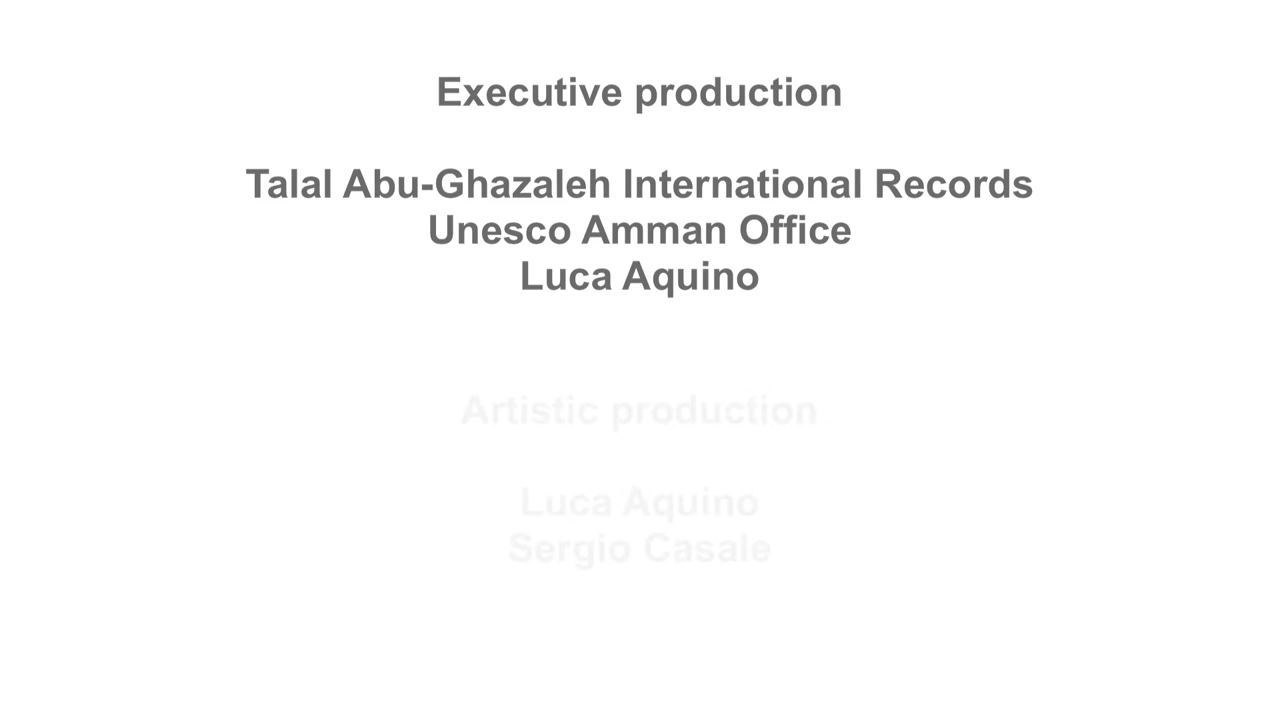 Executive production
Talal Abu-Ghazaleh International Records
Unesco Amman Office
Luca Aquino
Artistic production
Luca Aquino
Sergio Casale